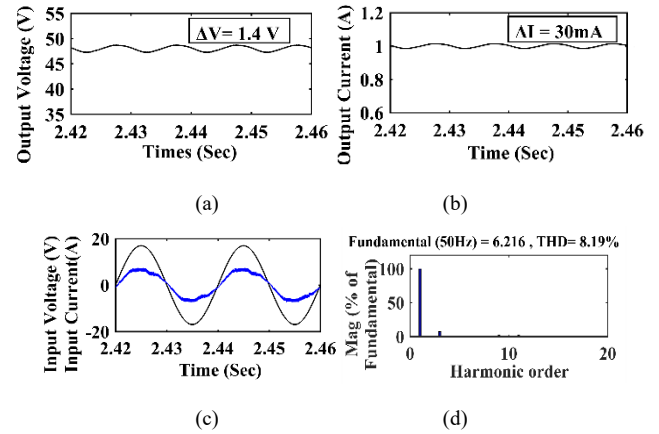 Output Voltage (V)
55
50
45
40
35
ΔV= 1.4 V
2.42 2.43 2.44 2.45 2.46
Times (Sec)
(a)
Output Current (A)
1.2
1
0.8
0.6
ΔI = 30mA
2.42 2.43 2.44 2.45 2.46
Time (Sec)
(b)
Input Voltage (V)
Input Current(A)
20
0
-20
2.42 2.43 2.44 2.45 2.46
Time (Sec)
(c)
Fundamental (50Hz) = 6.216 , THD= 8.19%
Mag (% of
Fundamental)
100
50
0
0 10 20
Harmonic order
(d)